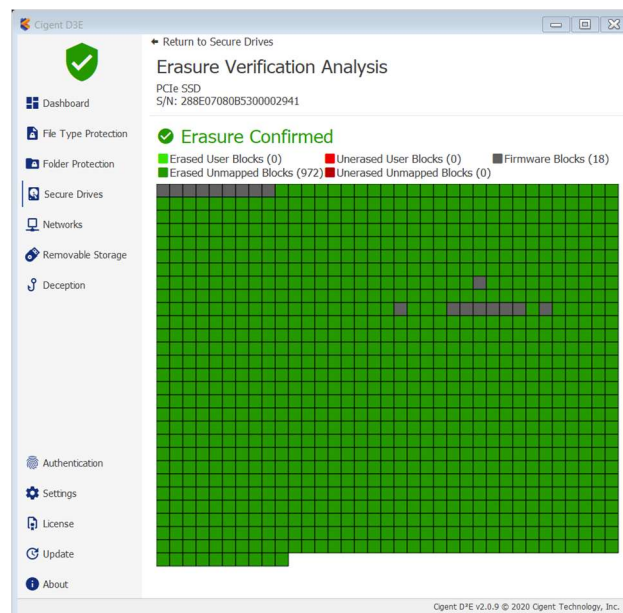 Cigent D3E
Return to Secure Drives
Erasure Verification Analysis
PCIe SSD
S/N: 288E07080B5300002941
Dashboard
File Type Protection
Folder Protection
Secure Drives
Networks
Removable Storage
Deception
Authentication
Settings
License
Update
About
Erasure Confirmed
Erased User Blocks (0) Unerased User Blocks (0) Firmware Blocks (18)
Erased Unmapped Blocks (972) Unerased Unmapped Blocks (0)
Cigent D³E v2.0.9 © 2020 Cigent Technology, Inc.